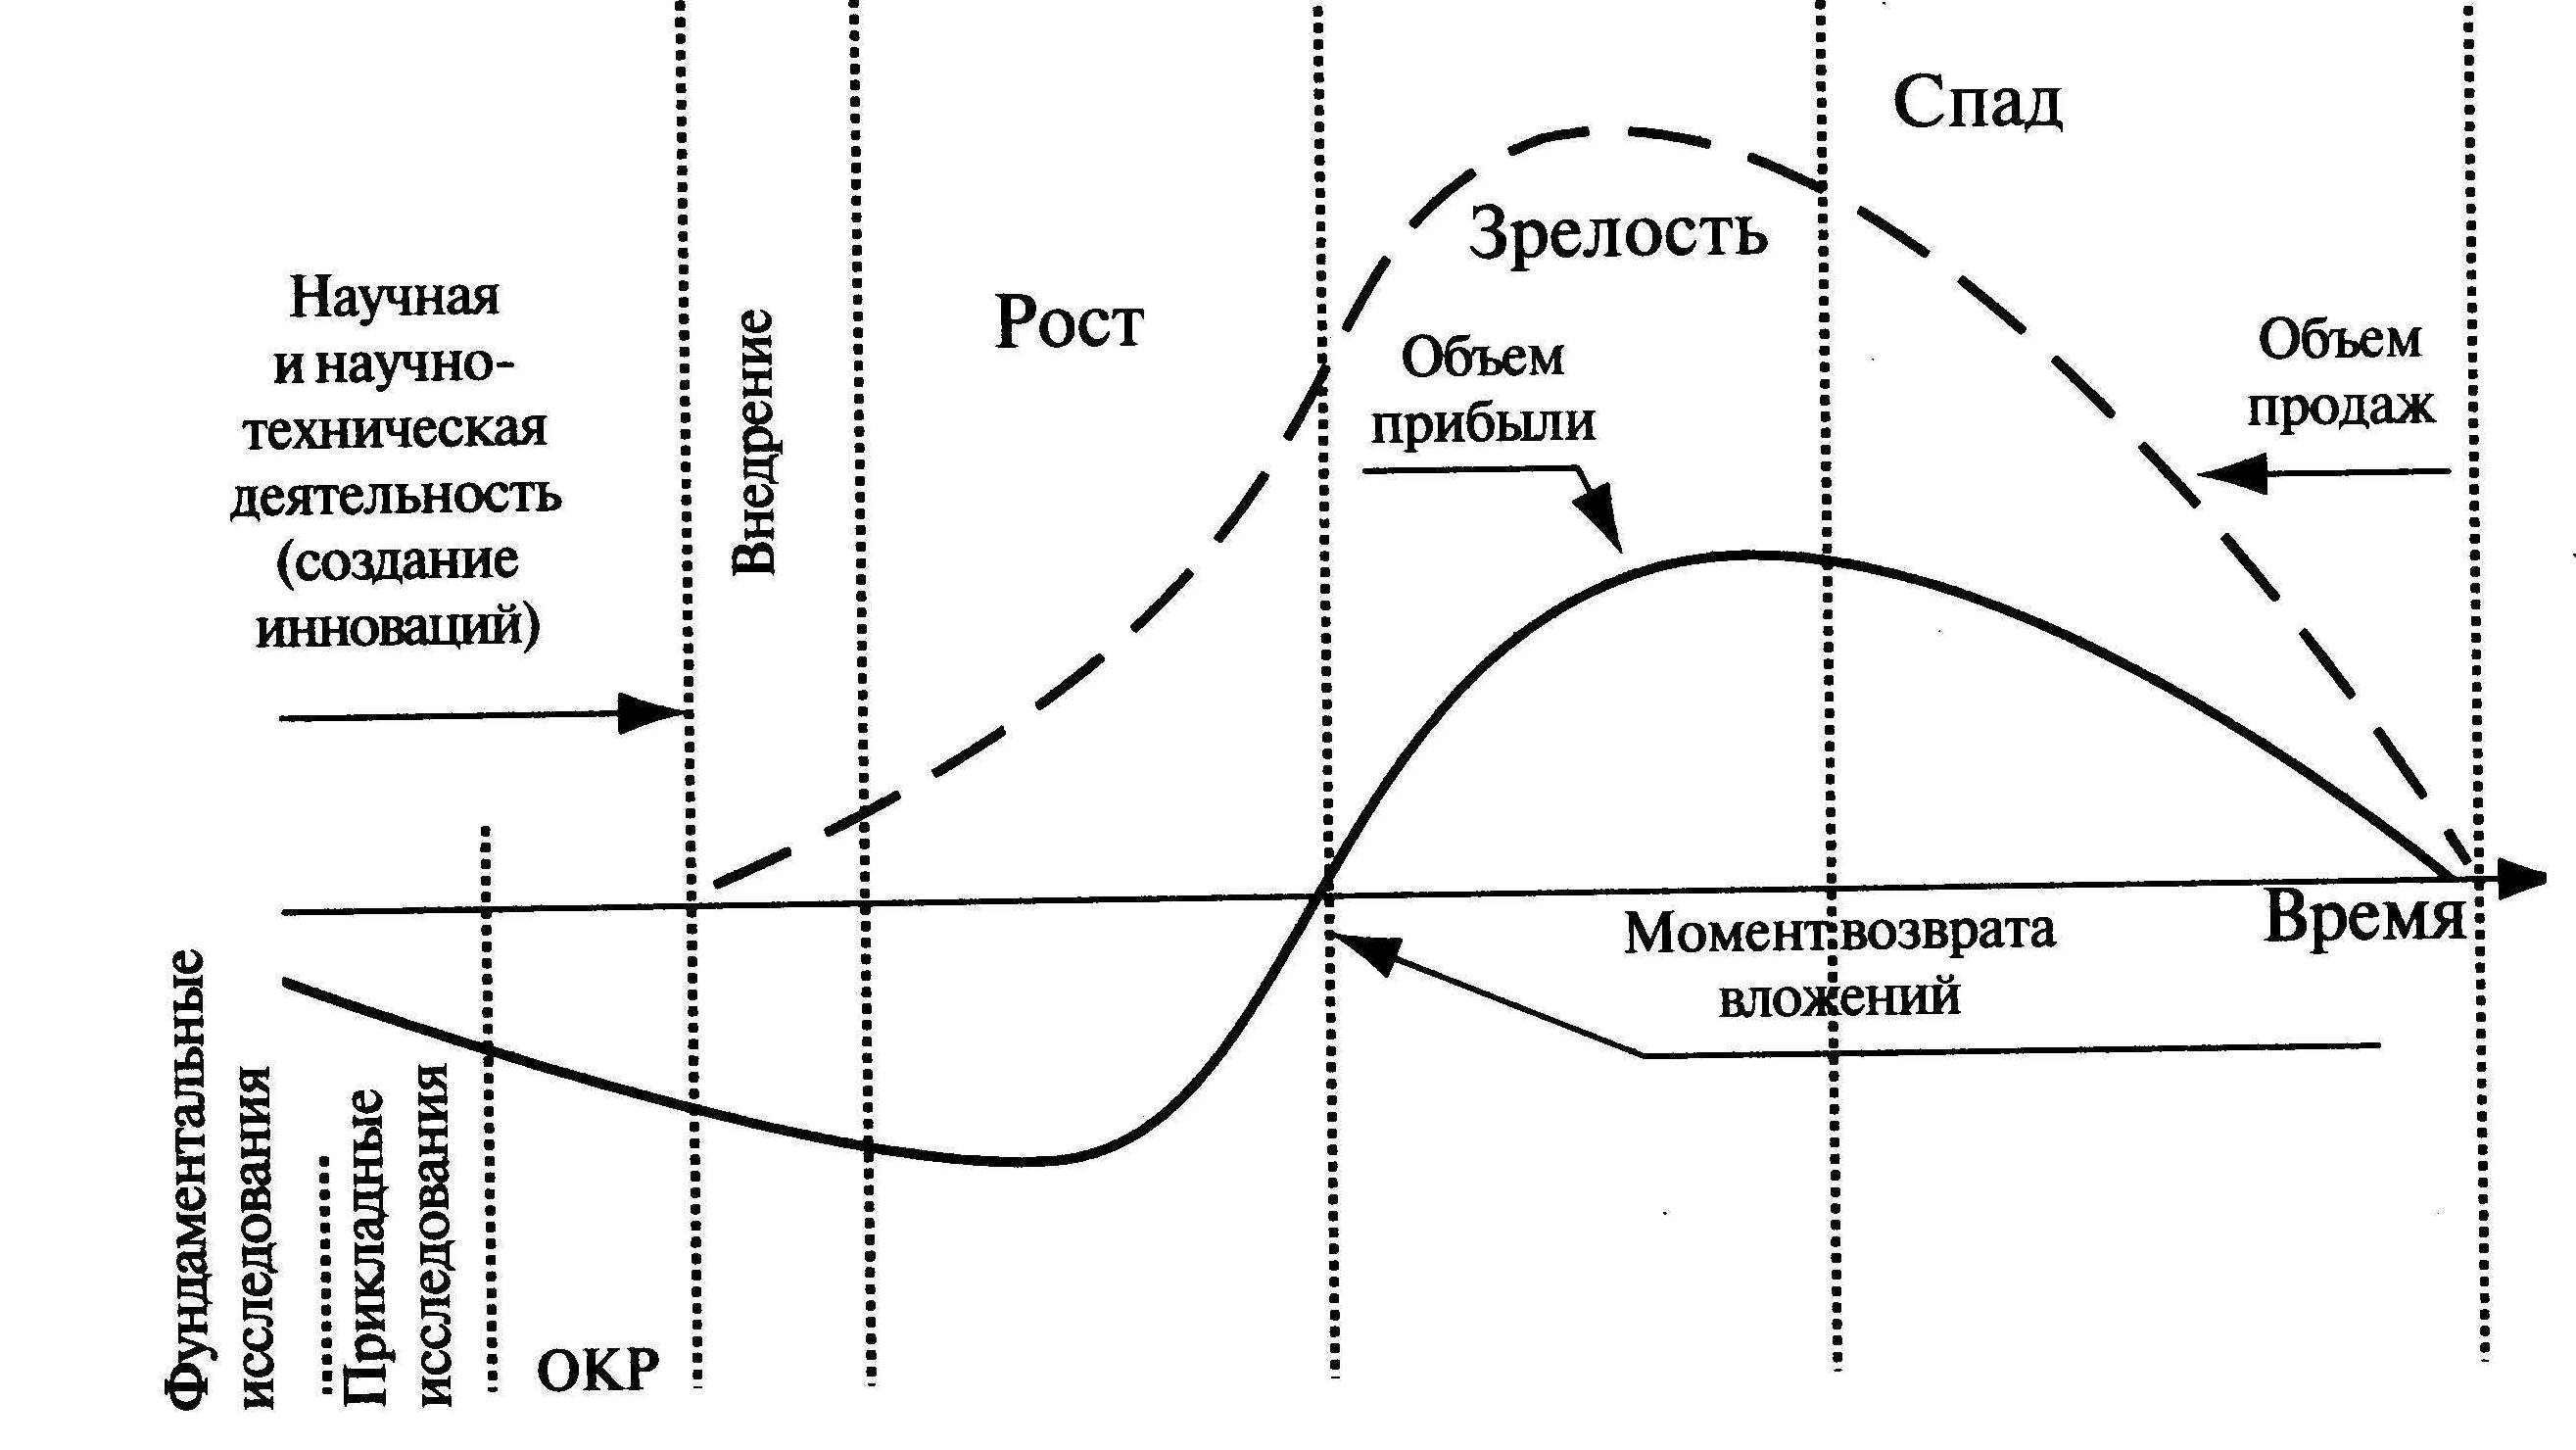 Спад
Зрелость
Научная
и научно-
техническая
деятельность
(создание
инноваций)
Внедрение
Рост
Объем
прибыли
Объем
продаж
Время
Момент возврата
вложений
Фундаментальные
исследования
Прикладные
исследования
ОКР